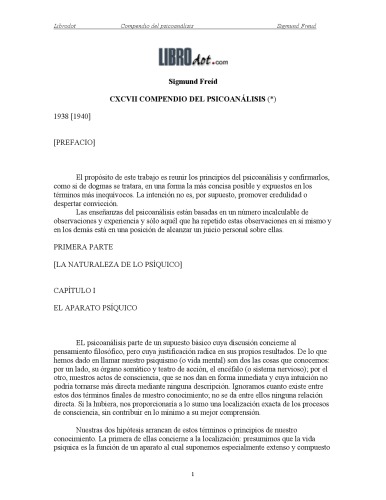 Librodot Compendio del psicoanálisis Sigmund Freud
LIBROdot.com
Sigmund Freíd
CXCVII COMPENDIO DEL PSICOANÁLISIS (*)
1938 [1940]
[PREFACIO]
El propósito de este trabajo es reunir los principios del psicoanálisis y confirmarlos,
como si de dogmas se tratara, en una forma la más concisa posible y expuestos en los
términos más inequívocos. La intención no es, por supuesto, promover credulidad o
despertar convicción.
Las enseñanzas del psicoanálisis están basadas en un número incalculable de
observaciones y experiencia y sólo aquél que ha repetido estas observaciones en si mismo y
en los demás está en una posición de alcanzar un juicio personal sobre ellas.
PRIMERA PARTE
[LA NATURALEZA DE LO PSÍQUICO]
CAPÍTULO I
EL APARATO PSÍQUICO
EL psicoanálisis parte de un supuesto básico cuya discusión concierne al
pensamiento filosófico, pero cuya justificación radica en sus propios resultados. De lo que
hemos dado en llamar nuestro psiquismo (o vida mental) son dos las cosas que conocemos:
por un lado, su órgano somático y teatro de acción, el encéfalo (o sistema nervioso); por el
otro, nuestros actos de consciencia, que se nos dan en forma inmediata y cuya intuición no
podría tornarse más directa mediante ninguna descripción. Ignoramos cuanto existe entre
estos dos términos finales de nuestro conocimiento, no se da entre ellos ninguna relación
directa. Si la hubiera, nos proporcionaría a lo sumo una localización exacta de los procesos
de consciencia, sin contribuir en lo mínimo a su mejor comprensión.
Nuestras dos hipótesis arrancan de estos términos o principios de nuestro
conocimiento. La primera de ellas concierne a la localización: presumimos que la vida
psíquica es la función de un aparato al cual suponemos especialmente extenso y compuesto
1